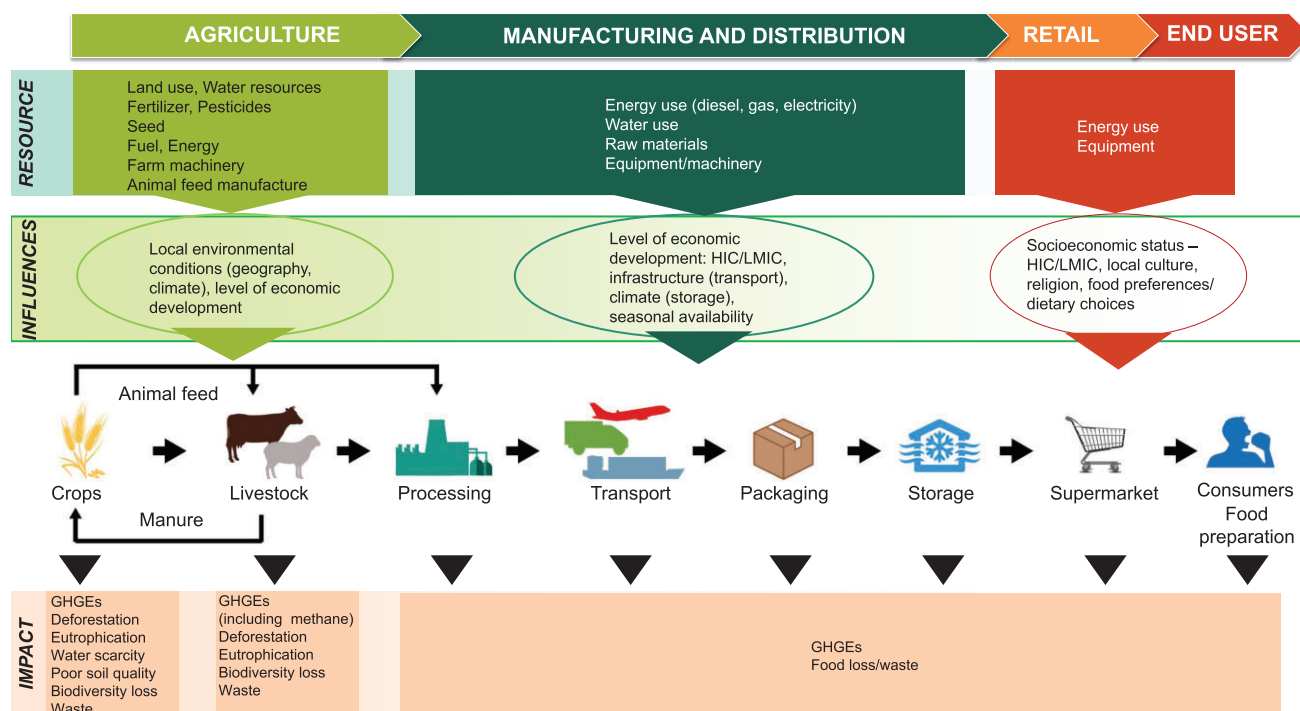 AGRICULTURE
MANUFACTURING AND DISTRIBUTION
RETAIL
END USER
RESOURCE
Land use, Water resources
Fertilizer, Pesticides
Seed
Fuel, Energy
Farm machinery
Animal feed manufacture
Energy use (diesel, gas, electricity)
Water use
Raw materials
Equipment/machinery
Energy use
Equipment
INFLUENCES
Local environmental
conditions (geography,
climate), level of economic
development
Level of economic
development: HIC/LMIC,
infrastructure (transport),
climate (storage),
seasonal availability
Socioeconomic status –
HIC/LMIC, local culture,
religion, food preferences/
dietary choices
Animal feed
Crops
Livestock
Processing
Transport
Packaging
Storage
Supermarket
Consumers
Food
preparation
Manure
IMPACT
GHGEs
Deforestation
Eutrophication
Water scarcity
Poor soil quality
Biodiversity loss
Waste
GHGEs
(including methane)
Deforestation
Eutrophication
Biodiversity loss
Waste
GHGEs
Food loss/waste